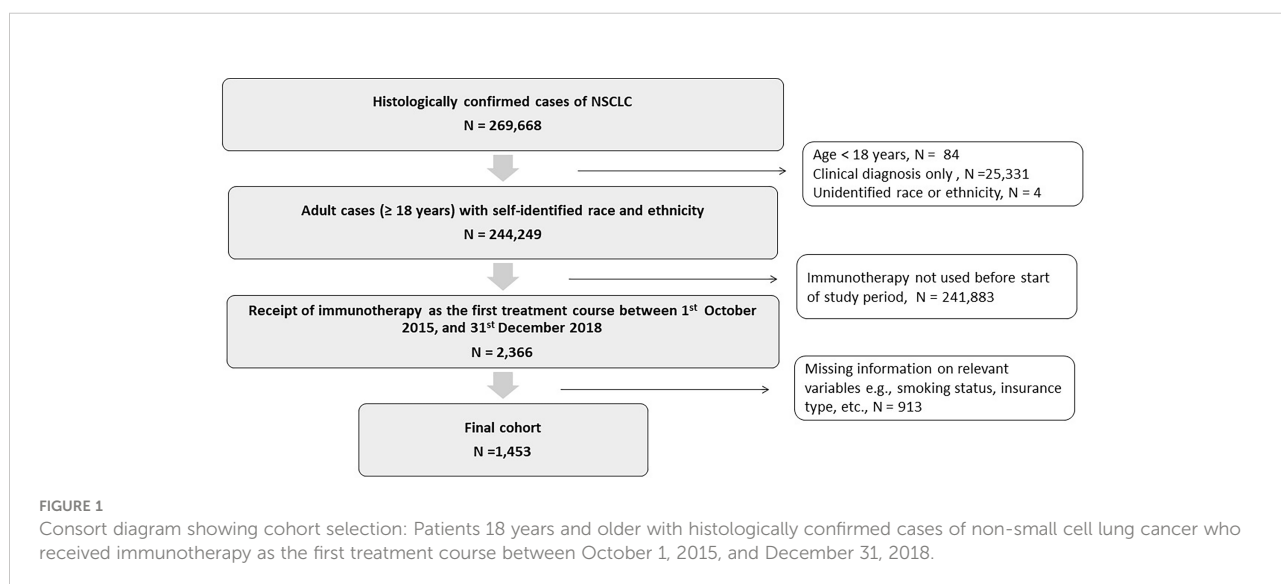 Histologically confirmed cases of NSCLC
N = 269,668
Age < 18 years, N = 84
Clinical diagnosis only , N =25,331
Unidentified race or ethnicity, N = 4
Adult cases (≥ 18 years) with self-identified race and ethnicity
N = 244,249
Immunotherapy not used before start
of study period, N = 241,883
Receipt of immunotherapy as the first treatment course between 1st October
2015, and 31st December 2018
N = 2,366
Missing information on relevant
variables e.g., smoking status, insurance
type, etc., N = 913
Final cohort
N =1,453
FIGURE 1
Consort diagram showing cohort selection: Patients 18 years and older with histologically confirmed cases of non-small cell lung cancer who
received immunotherapy as the first treatment course between October 1, 2015, and December 31, 2018.